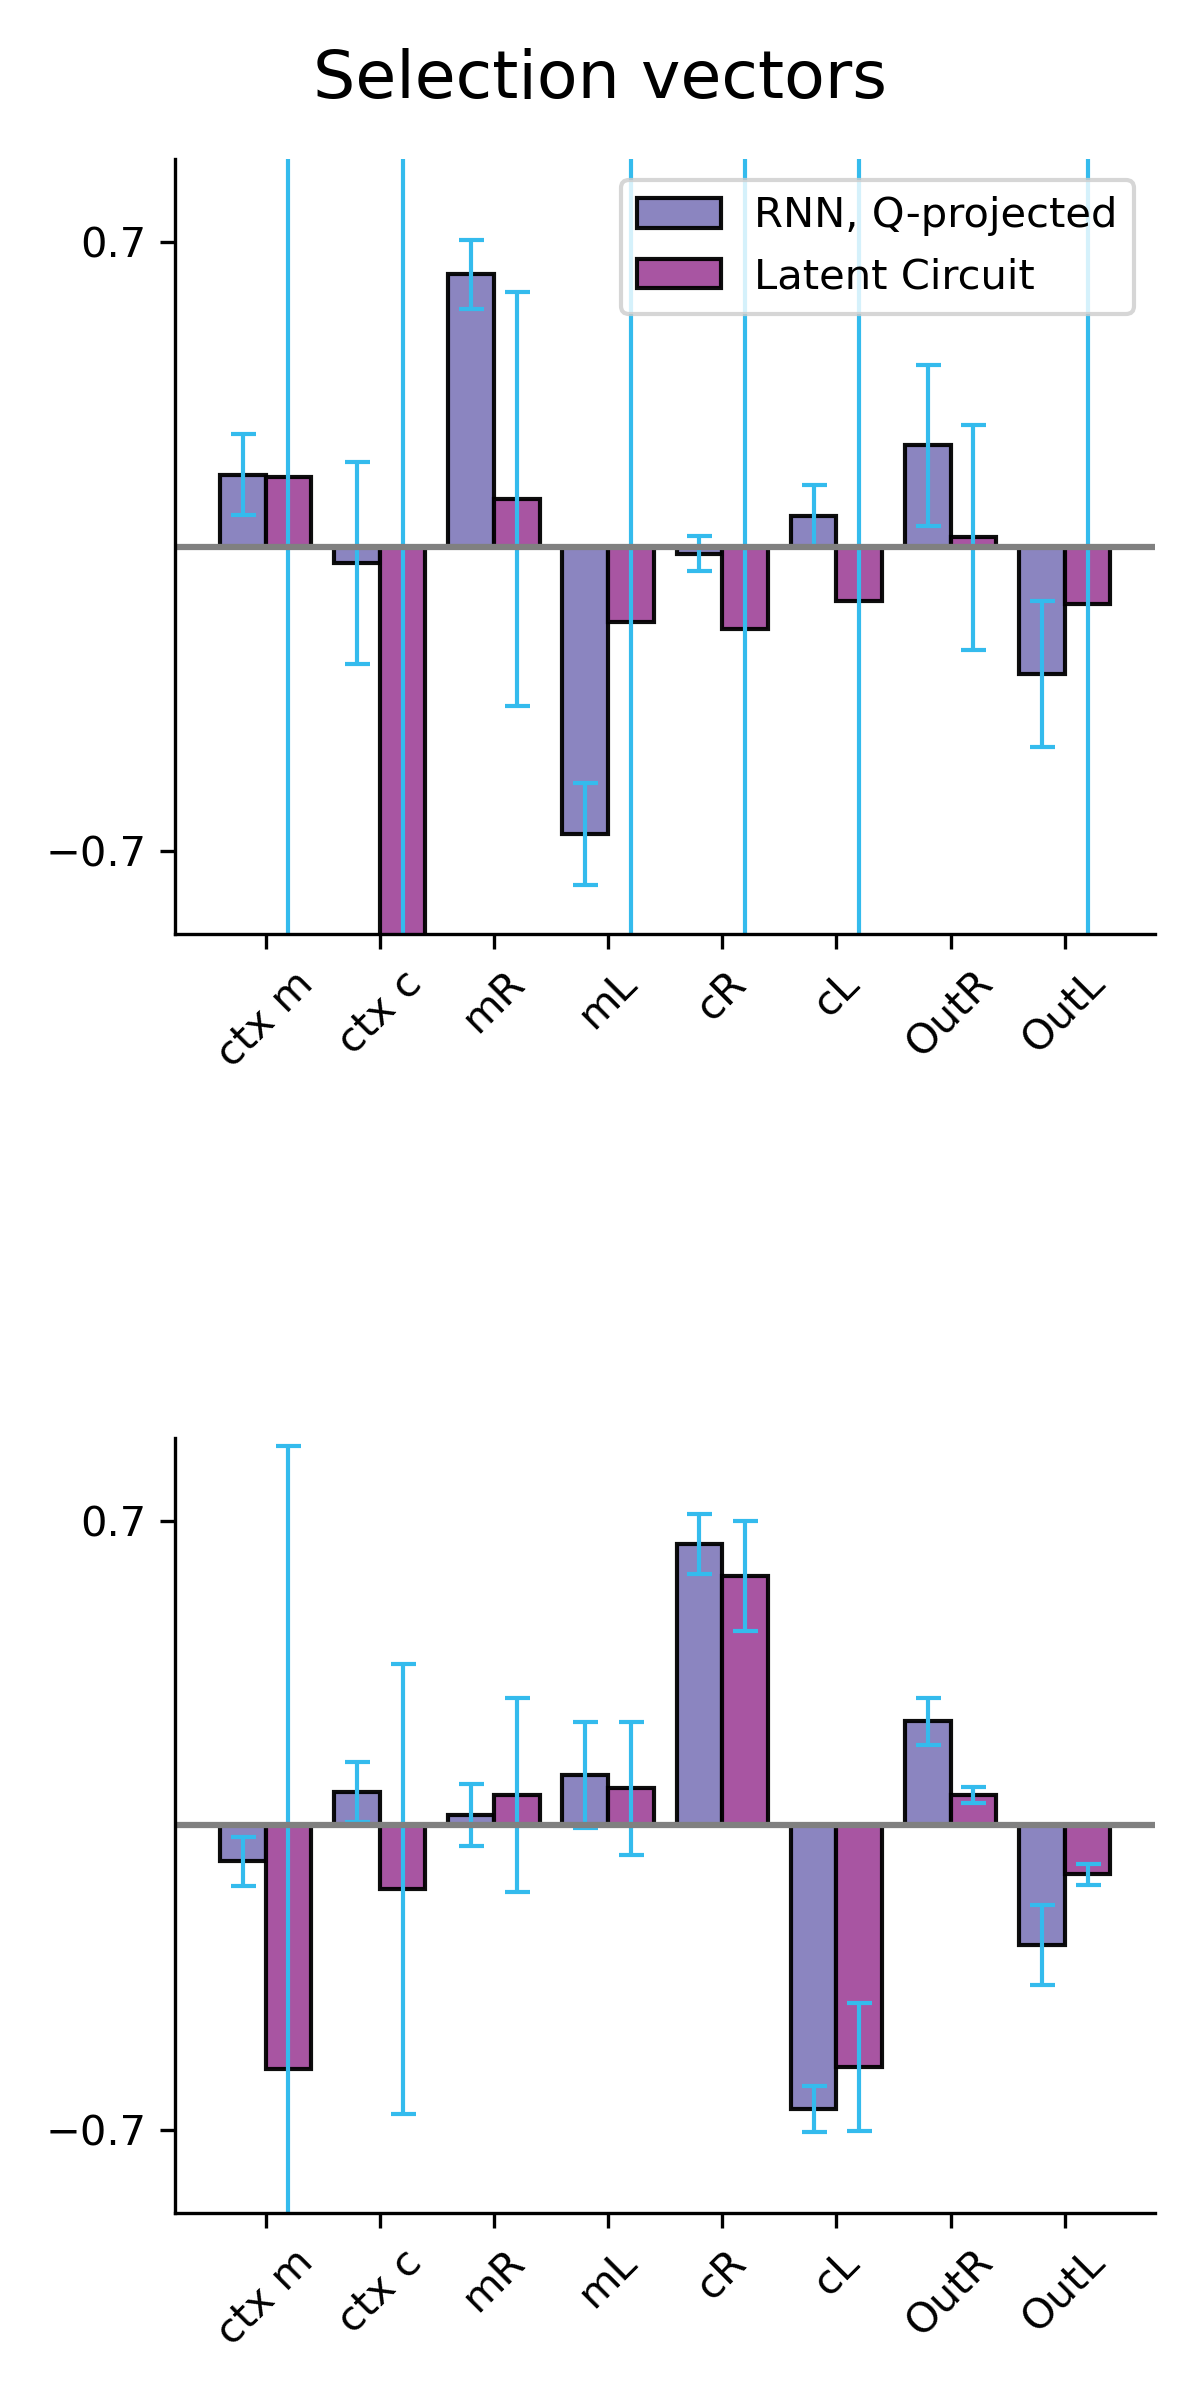 Selection vectors
0.7
−0.7
RNN, Q-projected
Latent Circuit
ctx m
ctx c
mR
mL
cR
cL
OutR
OutL
0.7
−0.7
ctx m
ctx c
mR
mL
cR
cL
OutR
OutL